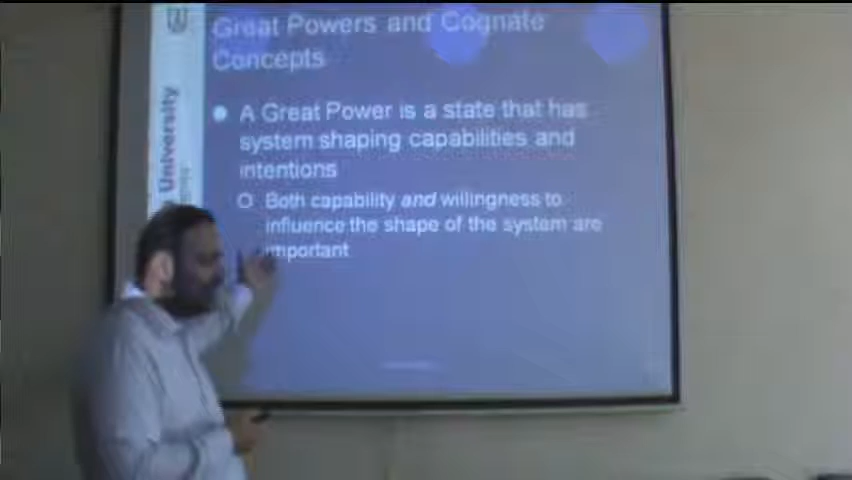 Great Powers and Cognate
Concepts
A Great Power is a state that has
system shaping capabilities and
intentions
Both capability and willingness to
influence the shape of the system are
important
University